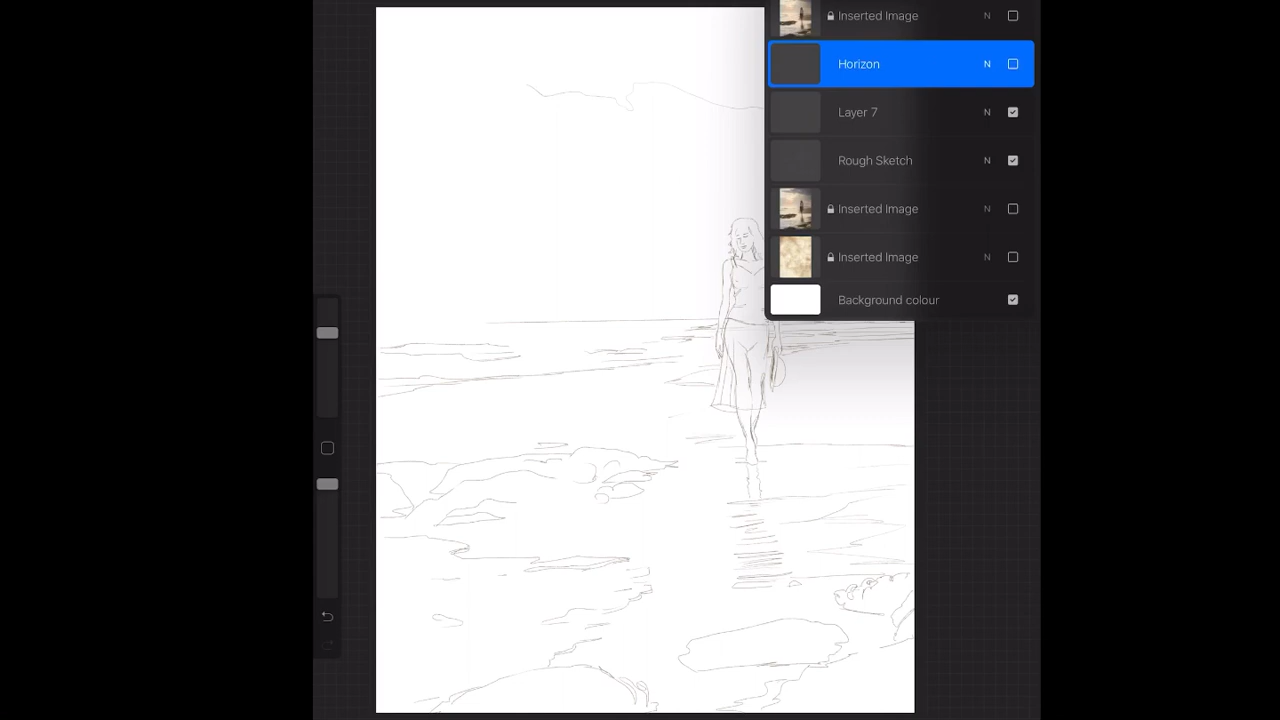 Inserted Image N
Horizon N
Layer 7 N
Rough Sketch N
Inserted Image N
Inserted Image N
Background colour